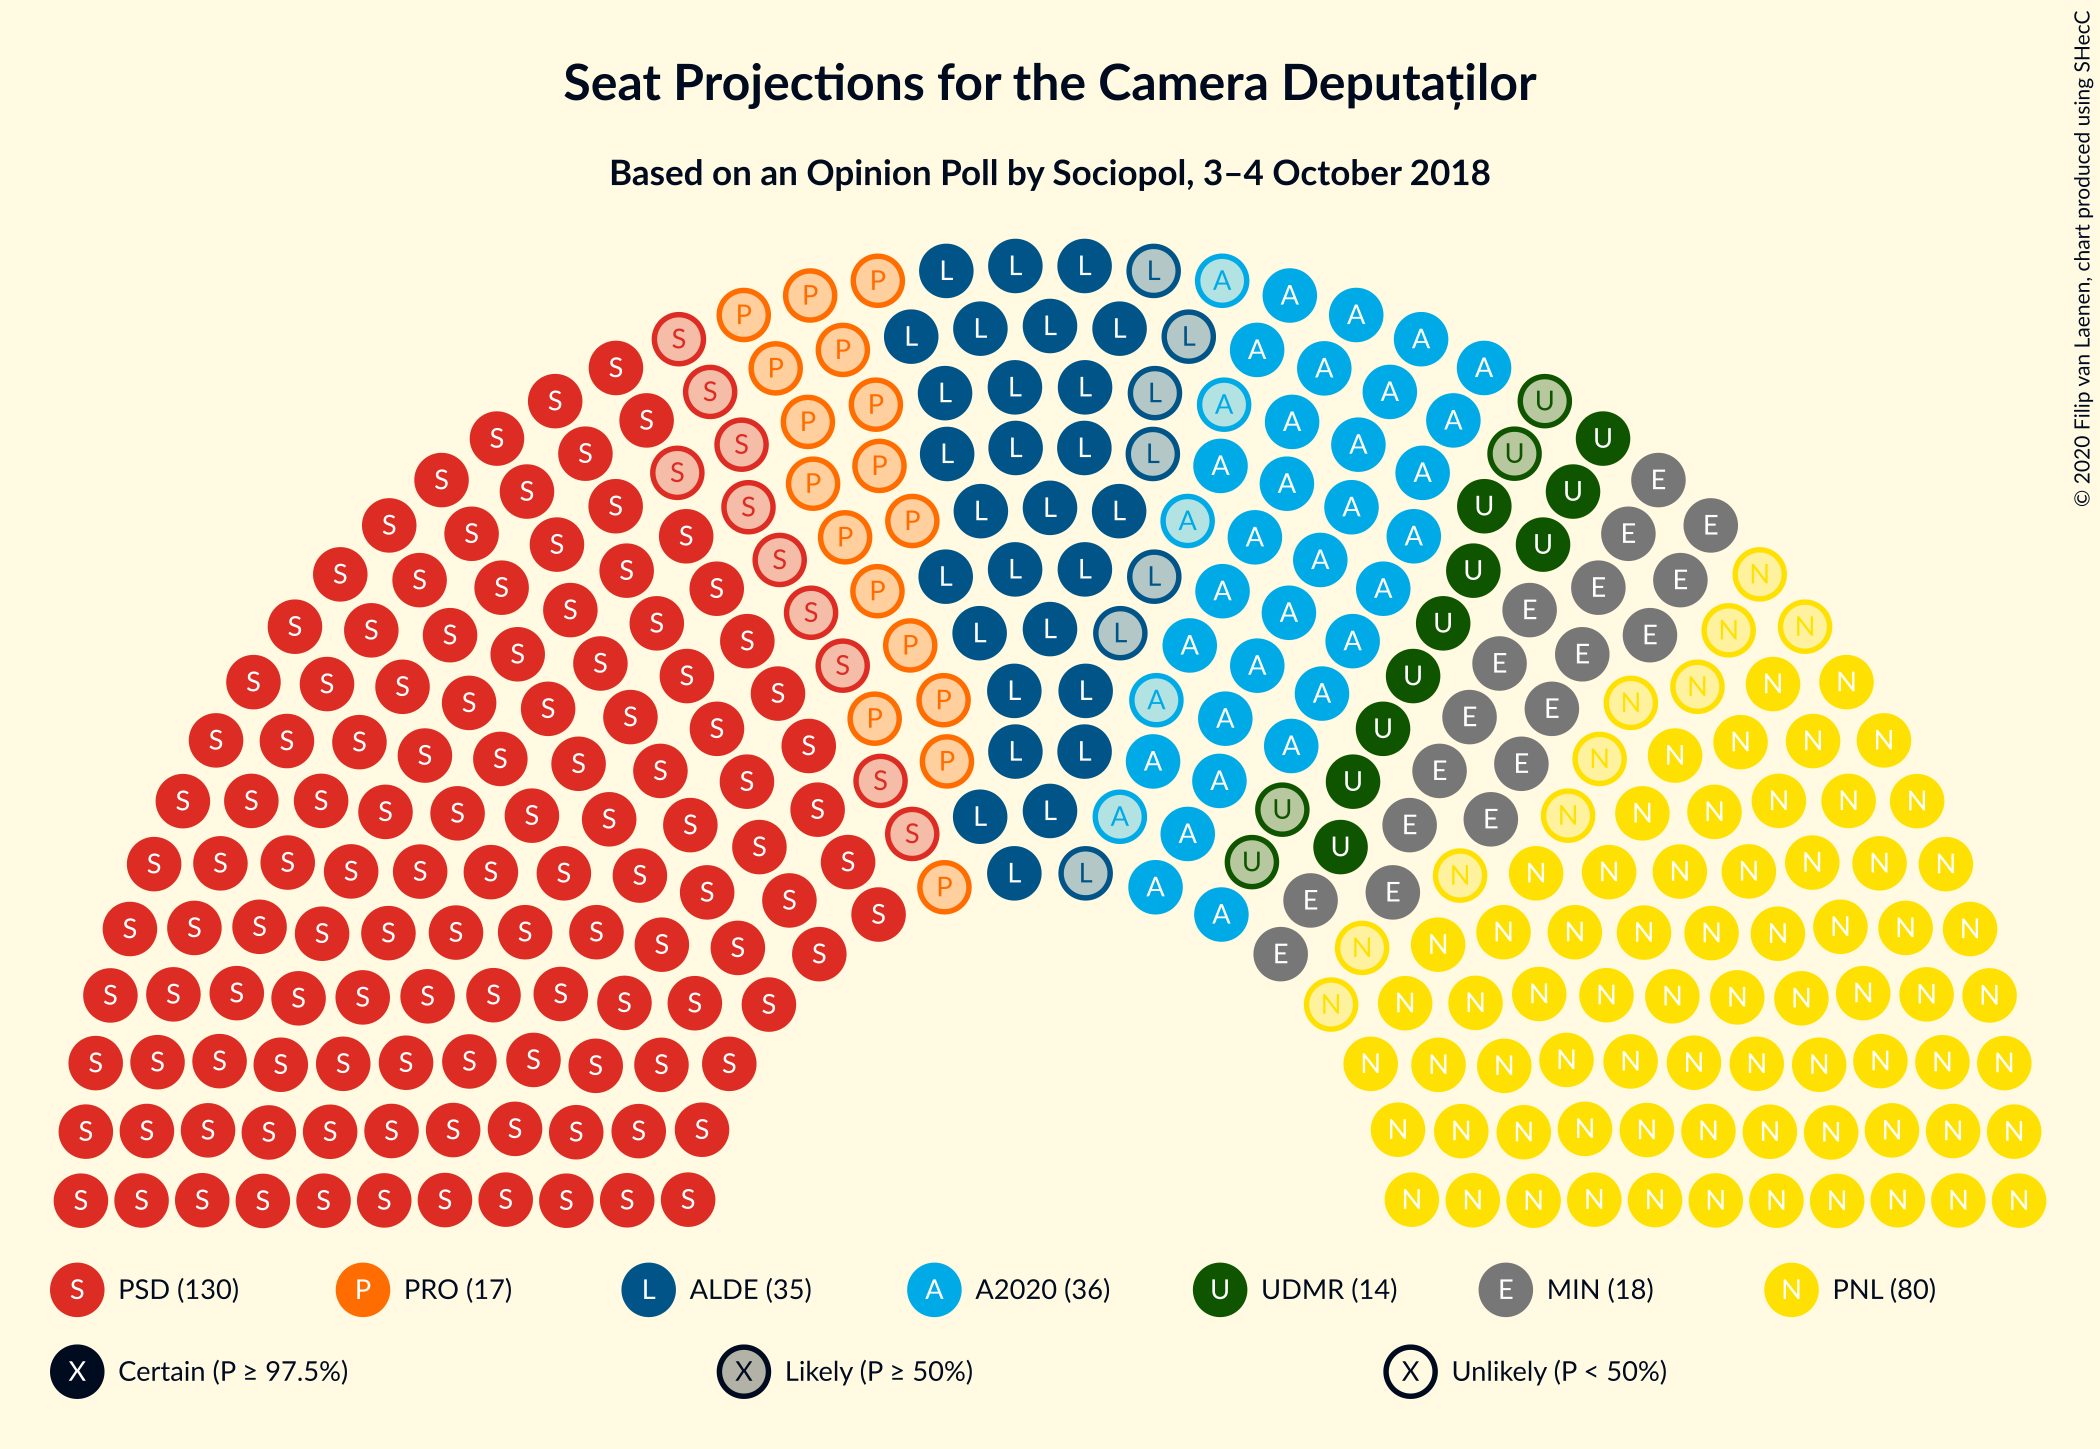 Seat Projections for the Camera Deputaților
Based on an Opinion Poll by Sociopol, 3–4 October 2018
© 2020 Filip van Laenen, chart produced using SHecC
S PSD (130) P PRO (17) L ALDE (35) A A2020 (36) U UDMR (14) E MIN (18) N PNL (80)
X Certain (P ≥ 97.5%) X Likely (P ≥ 50%) X Unlikely (P < 50%)